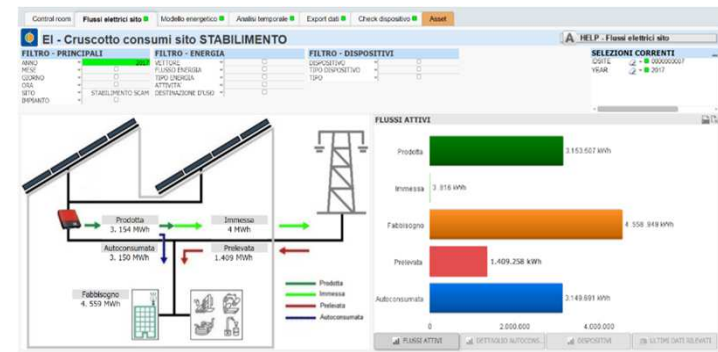 Control room Flussi elettrici sito Modello energetico Analisi temporale Export dati Check dispositivo Asset
EI - Cruscotto consumi sito STABILIMENTO
HELP - Flussi elettrici sito
FILTRO - PRINCIPALI FILTRO - ENERGIA FILTRO - DISPOSITIVI SELEZIONI CORRENTI
ANNO 2017 VETTORE DISPOSITIVO IDSITE 0000000007
MESE FLUSSO ENERGIA TIPO DISPOSITIVO YEAR 2017
GIORNO TIPO ENERGIA TIPO
ORA ATTIVITA'
SITO STABILIMENTO SCAM DESTINAZIONE D'USO
IMPIANTO
FLUSSI ATTIVI
Prodotta
3. 154 MWh
Immessa
4 MWh
Autoconsumata
3. 150 MWh
Prelevata
1.409 MWh
Fabbisogno
4. 559 MWh
Prodotta
Immessa
Prelevata
Autoconsumata
Prodotta 3.153.607 kWh
Immessa 3.916 kWh
Fabbisogno 4.558.949 kWh
Prelevata 1.409.258 kWh
Autoconsumata 3.149.691 kWh
0 2.000.000 4.000.000
FLUSSI ATTIVI DETTAGLIO AUTOCONS... DISPOSITIVI ULTIMI DATI RILEVATI